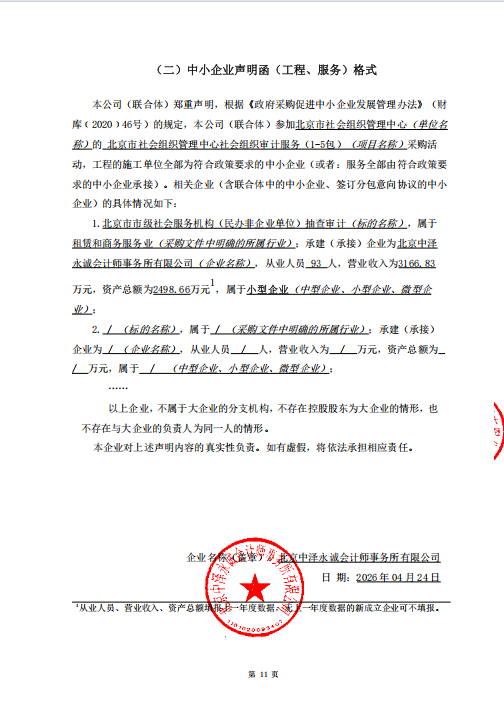 （二）中小企业声明函（工程、服务）格式
本公司（联合体）郑重声明，根据《政府采购促进中小企业发展管理办法》（财
库﹝2020﹞46号）的规定，本公司（联合体）参加北京市社会组织管理中心（单位名
称）的 北京市社会组织管理中心社会组织审计服务（1-5包）（项目名称）采购活
动，工程的施工单位全部为符合政策要求的中小企业（或者：服务全部由符合政策要
求的中小企业承接）。相关企业（含联合体中的中小企业、签订分包意向协议的中小
企业）的具体情况如下：
1.北京市市级社会服务机构（民办非企业单位）抽查审计（标的名称），属于
租赁和商务服务业（采购文件中明确的所属行业）；承建（承接）企业为北京中泽
永诚会计师事务所有限公司（企业名称），从业人员 93 人，营业收入为3166.83
万元，资产总额为2498.66万元1，属于小型企业（中型企业、小型企业、微型企
业）；
2. / （标的名称），属于 / （采购文件中明确的所属行业）；承建（承接）
企业为 / （企业名称），从业人员 / 人，营业收入为 / 万元，资产总额为
/ 万元，属于 / （中型企业、小型企业、微型企业）；
……
以上企业，不属于大企业的分支机构，不存在控股股东为大企业的情形，也
不存在与大企业的负责人为同一人的情形。
本企业对上述声明内容的真实性负责。如有虚假，将依法承担相应责任。
企业名称（盖章）：北京中泽永诚会计师事务所有限公司
日 期：2026年04月24日
北京中泽永诚会计师事务所有限公司
1从业人员、营业收入、资产总额填报上一年度数据，无上一年度数据的新成立企业可不填报。
第 11 页